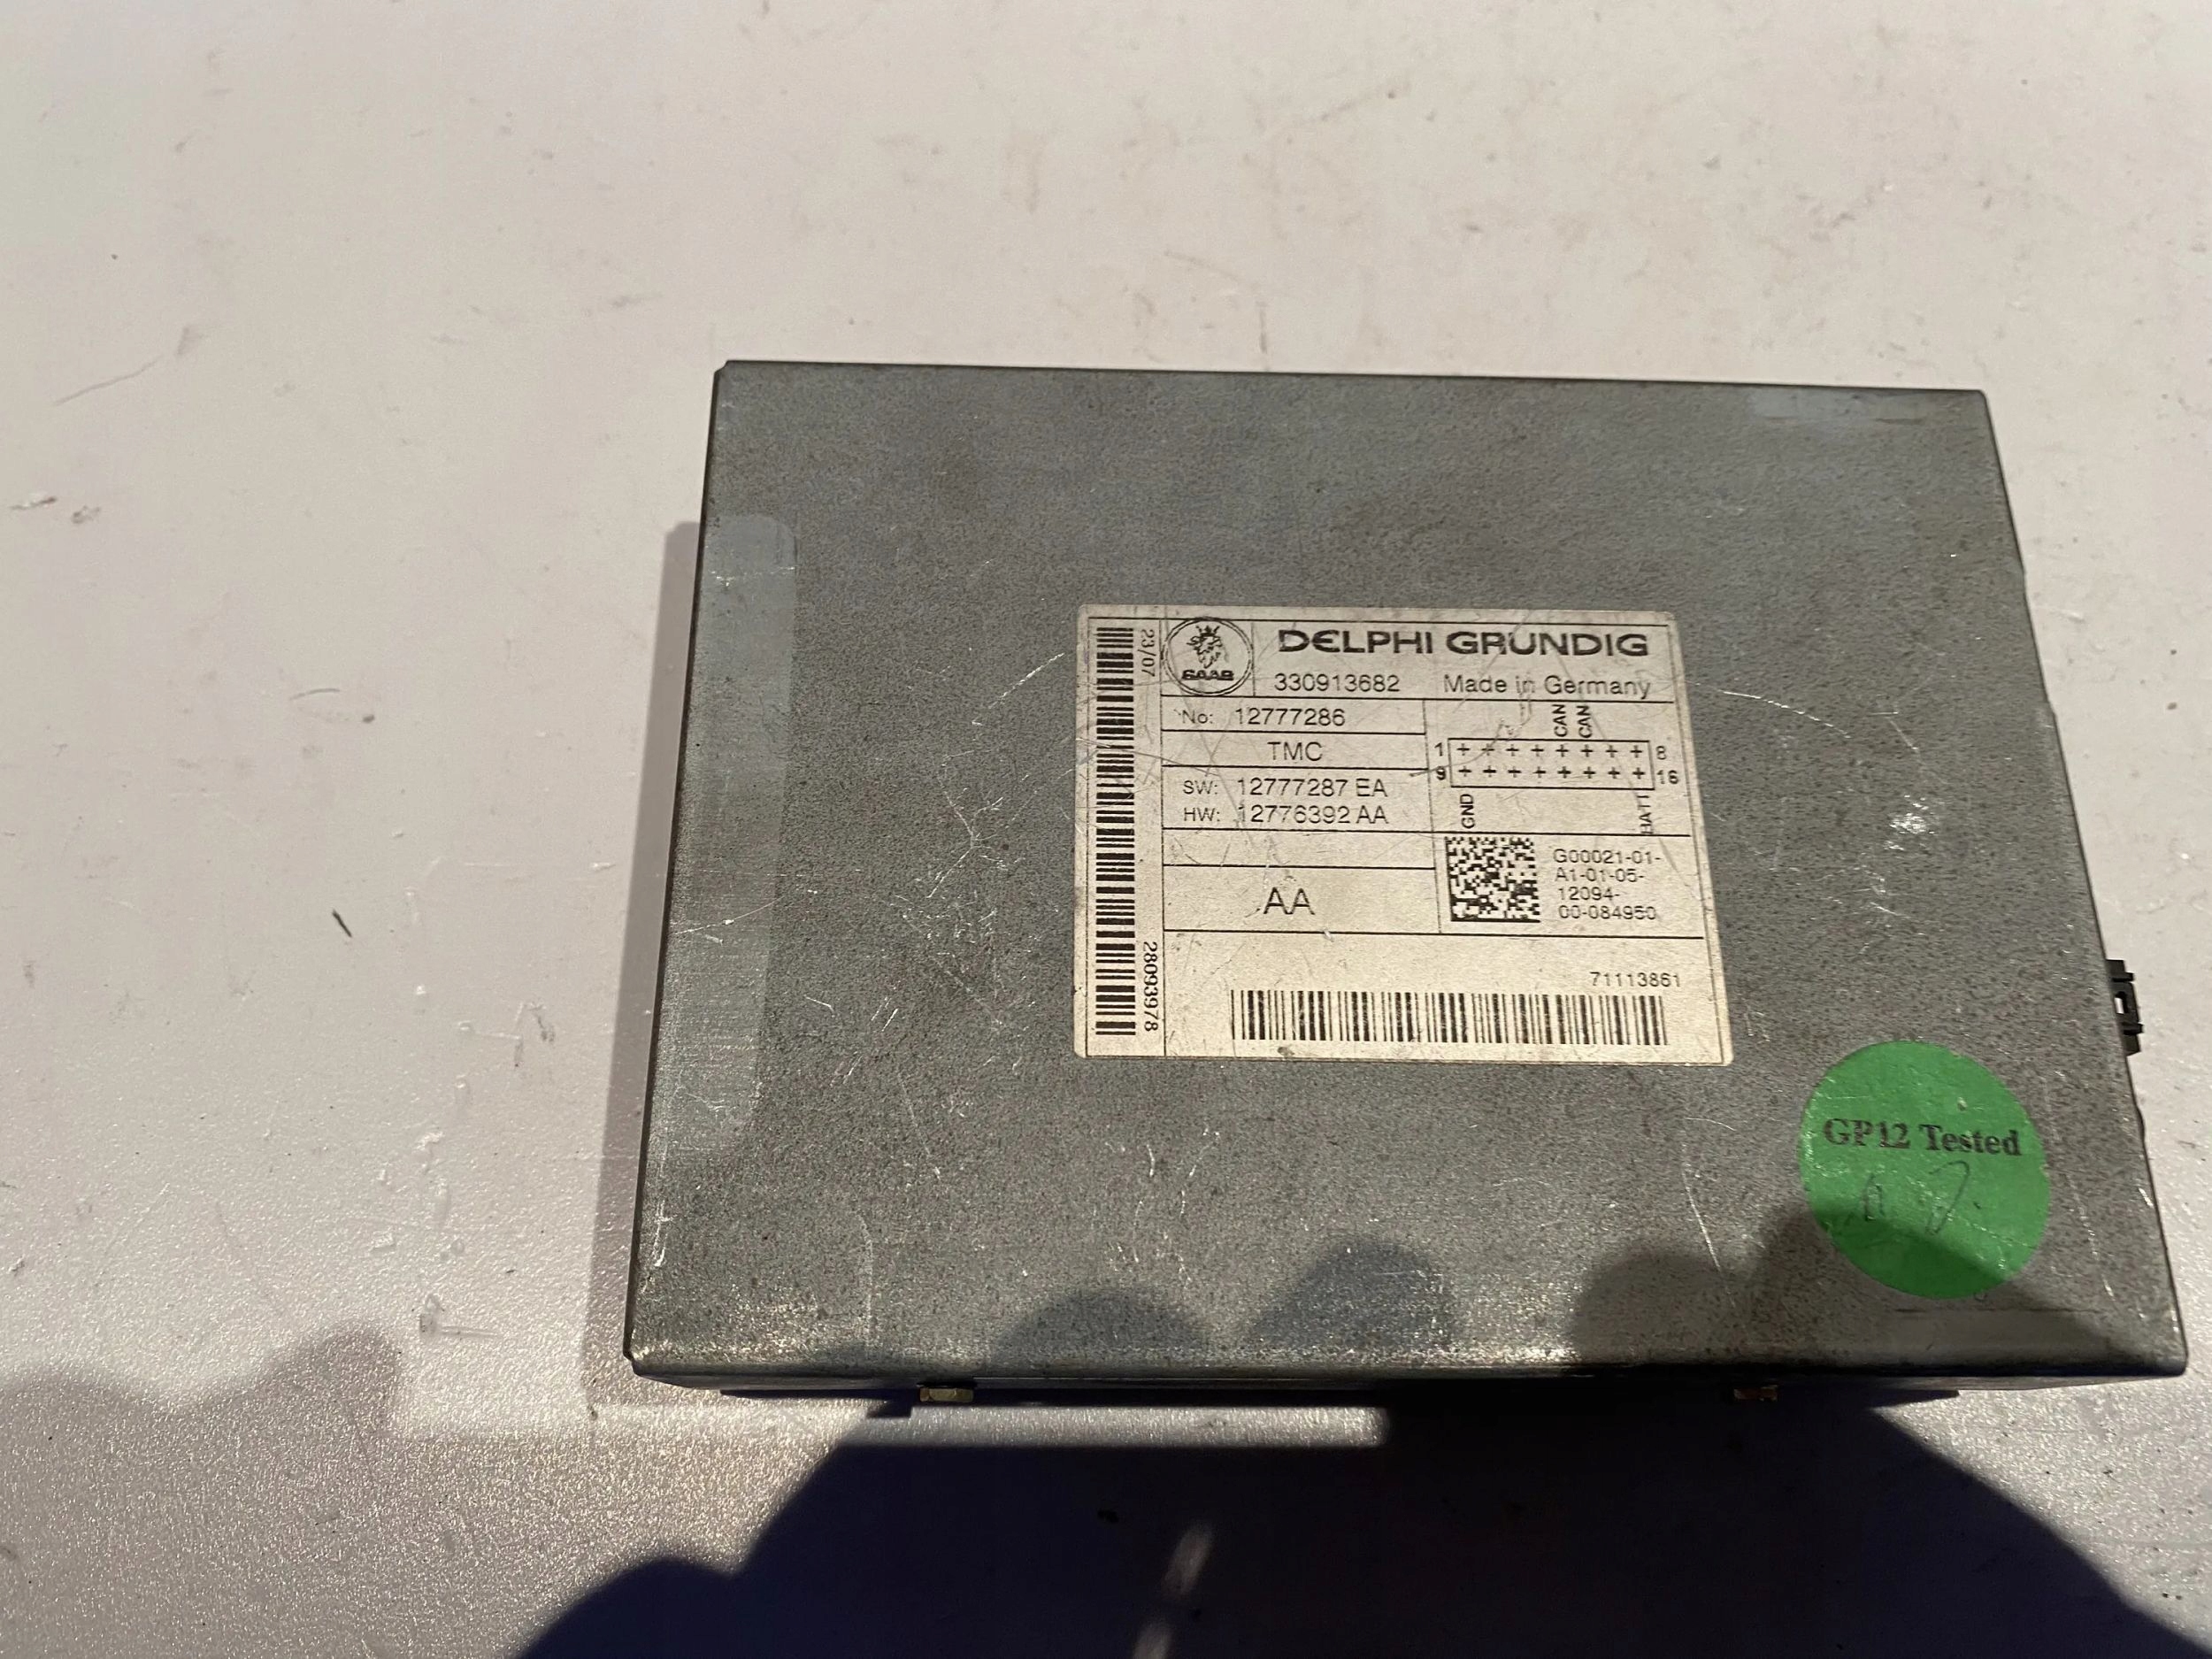 23/07
SAAB
DELPHI GRUNDIG
330913682 Made in Germany
No: 12777286
CAN
CAN
TMC
1 + + + + + + + + 8
9 + + + + + + + + 16
SW: 12777287 EA
HW: 12776392 AA
GND
BATT
G00021-01-
A1-01-05-
12094-
00-084950
AA
28093978
71113861
GP12 Tested